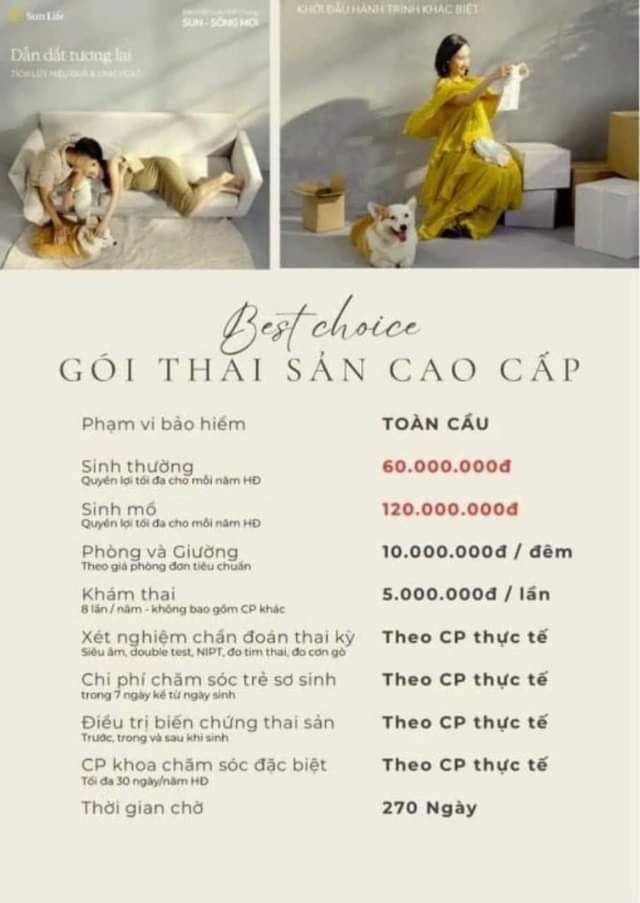 Sun Life
SUN - SỐNG MỚI
Dẫn dắt tương lai
TÍCH LŨY HIỆU QUẢ & LINH HOẠT
KHỞI ĐẦU HÀNH TRÌNH KHÁC BIỆT
Best choice
GÓI THAI SẢN CAO CẤP
Phạm vi bảo hiểm TOÀN CẦU
Sinh thường 60.000.000đ
Quyền lợi tối đa cho mỗi năm HĐ
Sinh mổ 120.000.000đ
Quyền lợi tối đa cho mỗi năm HĐ
Phòng và Giường 10.000.000đ / đêm
Theo giá phòng đơn tiêu chuẩn
Khám thai 5.000.000đ / lần
8 lần / năm - không bao gồm CP khác
Xét nghiệm chẩn đoán thai kỳ Theo CP thực tế
Siêu âm, double test, NIPT, đo tim thai, đo cơn gò
Chi phí chăm sóc trẻ sơ sinh Theo CP thực tế
trong 7 ngày kể từ ngày sinh
Điều trị biến chứng thai sản Theo CP thực tế
Trước, trong và sau khi sinh
CP khoa chăm sóc đặc biệt Theo CP thực tế
Tối đa 30 ngày/năm HĐ
Thời gian chờ 270 Ngày